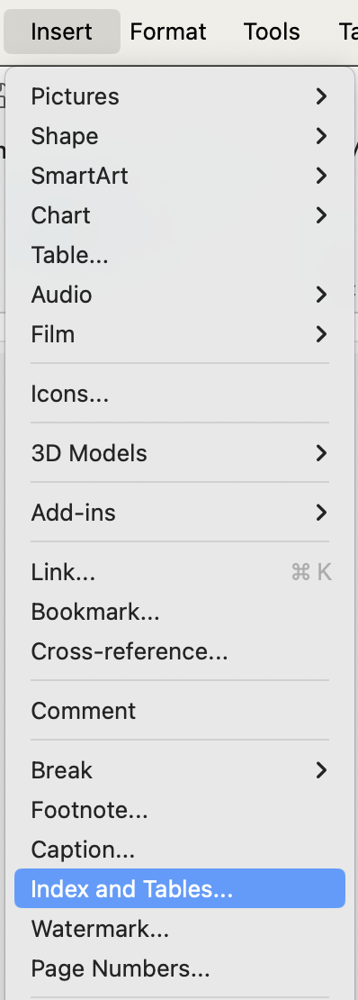 Insert Format Tools Ta
Pictures
Shape
SmartArt
Chart
Table...
Audio
Film
Icons...
3D Models
Add-ins
Link... ⌘ K
Bookmark...
Cross-reference...
Comment
Break
Footnote...
Caption...
Index and Tables...
Watermark...
Page Numbers...